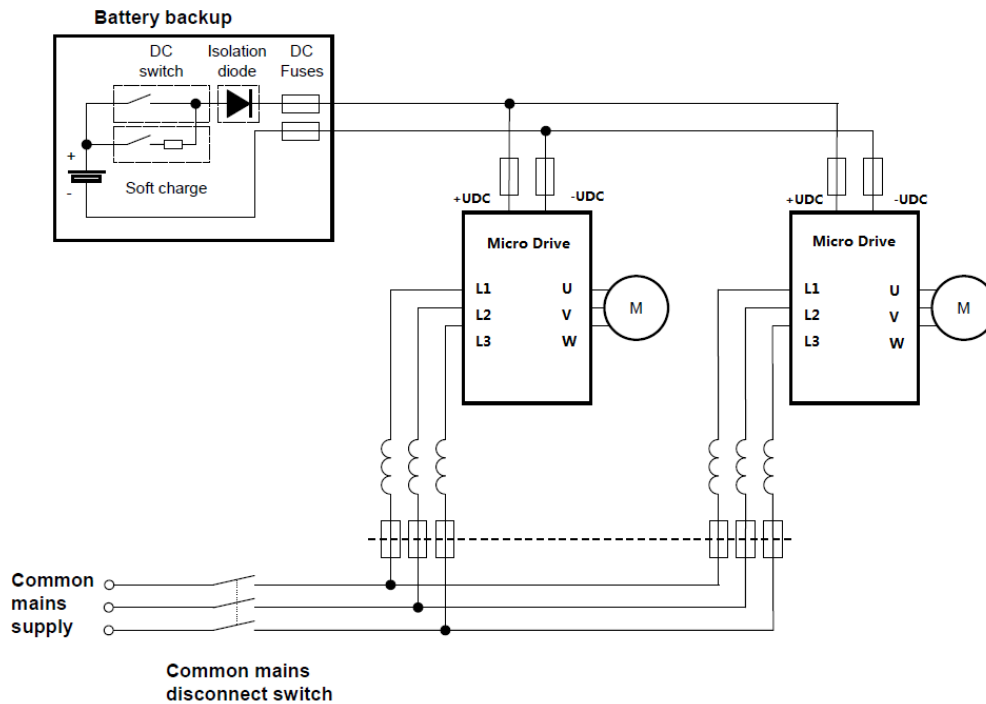 Battery backup
DC
switch
Isolation
diode
DC
Fuses
+
-
Soft charge
+UDC
-UDC
Micro Drive
L1
L2
L3
U
V
W
M
+UDC
-UDC
Micro Drive
L1
L2
L3
U
V
W
M
Common
mains
supply
Common mains
disconnect switch